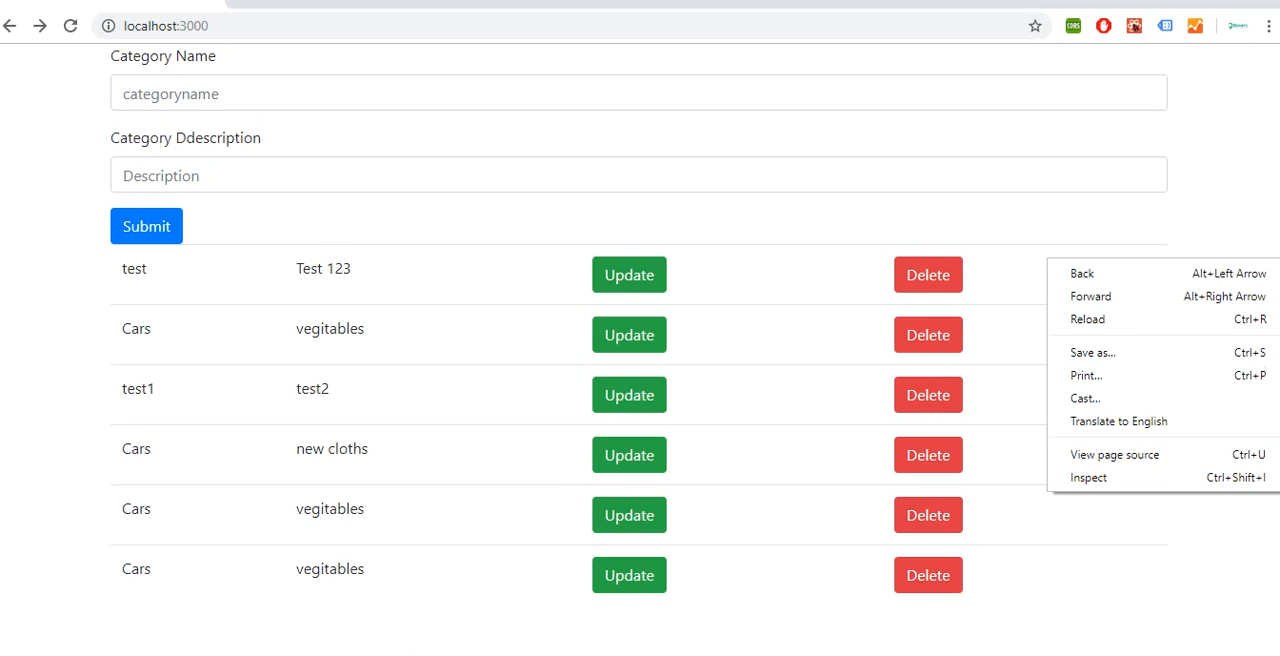 localhost:3000
CORS
Category Name
categoryname
Category Ddescription
Description
Submit
test Test 123 Update Delete
Cars vegitables Update Delete
test1 test2 Update Delete
Cars new cloths Update Delete
Cars vegitables Update Delete
Cars vegitables Update Delete
Back Alt+Left Arrow
Forward Alt+Right Arrow
Reload Ctrl+R
Save as... Ctrl+S
Print... Ctrl+P
Cast...
Translate to English
View page source Ctrl+U
Inspect Ctrl+Shift+I